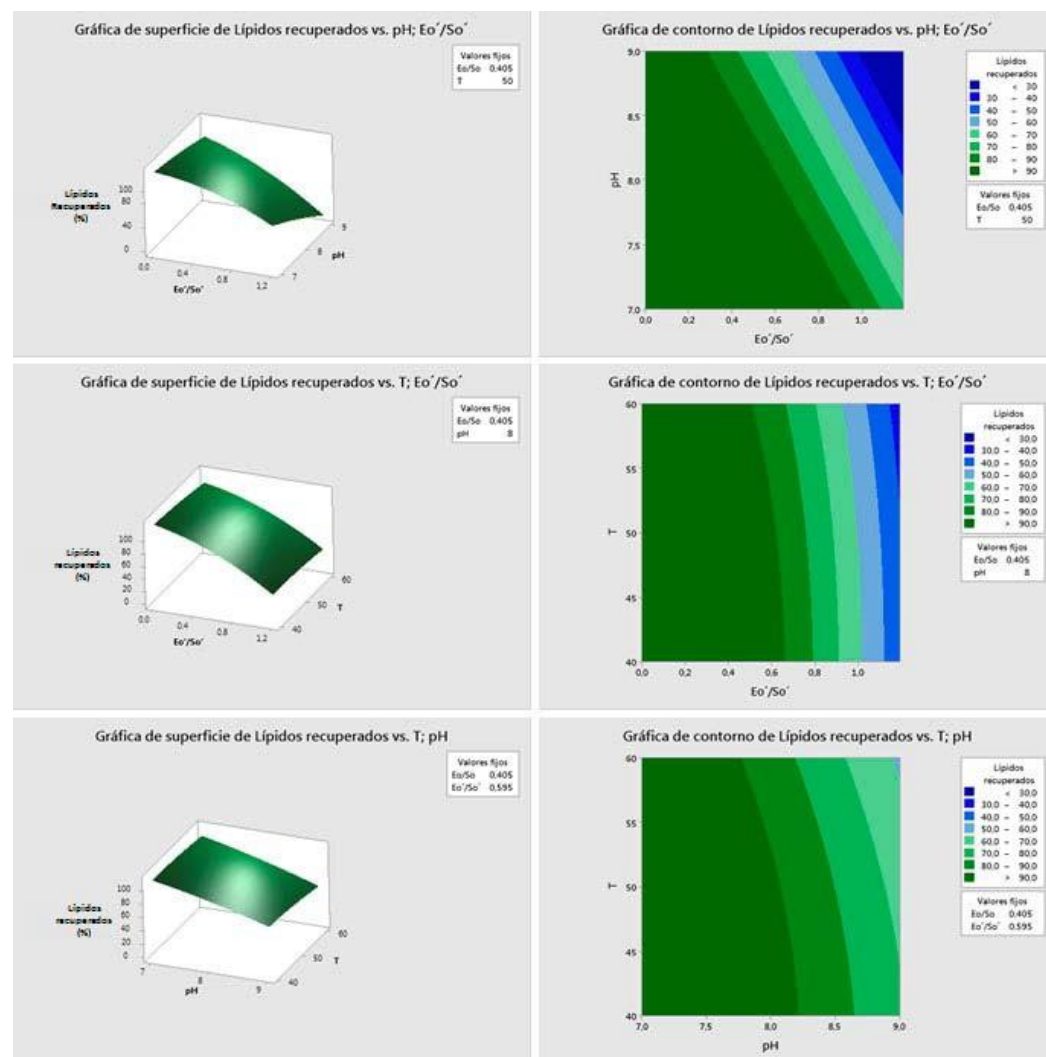 Gráfica de superficie de Lípidos recuperados vs. pH; Eo´/So´
Valores fijos
Eo/So 0,405
T 50
Lípidos
Recuperados
(%)
100
80
40
0
0,0
0,4
0,8
1,2
Eo´/So´
7
8
9
pH
Gráfica de contorno de Lípidos recuperados vs. pH; Eo´/So´
9,0
8,5
8,0
7,5
7,0
pH
0,0 0,2 0,4 0,6 0,8 1,0
Eo´/So´
Lípidos
recuperados
< 30
30 – 40
40 – 50
50 – 60
60 – 70
70 – 80
80 – 90
> 90
Valores fijos
Eo/So 0,405
T 50
Gráfica de superficie de Lípidos recuperados vs. T; Eo´/So´
Valores fijos
Eo/So 0,405
pH 8
Lípidos
recuperados
(%)
100
80
60
40
20
0
0,0
0,4
0,8
1,2
Eo´/So´
40
50
60
T
Gráfica de contorno de Lípidos recuperados vs. T; Eo´/So´
60
55
50
45
40
T
0,0 0,2 0,4 0,6 0,8 1,0
Eo´/So´
Lípidos
recuperados
< 30,0
30,0 – 40,0
40,0 – 50,0
50,0 – 60,0
60,0 – 70,0
70,0 – 80,0
80,0 – 90,0
> 90,0
Valores fijos
Eo/So 0,405
pH 8
Gráfica de superficie de Lípidos recuperados vs. T; pH
Valores fijos
Eo/So 0,405
Eo´/So´ 0,595
Lípidos
recuperados
(%)
100
80
60
40
20
0
7
8
9
pH
40
50
60
T
Gráfica de contorno de Lípidos recuperados vs. T; pH
60
55
50
45
40
T
7,0 7,5 8,0 8,5 9,0
pH
Lípidos
recuperados
< 30,0
30,0 – 40,0
40,0 – 50,0
50,0 – 60,0
60,0 – 70,0
70,0 – 80,0
80,0 – 90,0
> 90,0
Valores fijos
Eo/So 0,405
Eo´/So´ 0,595